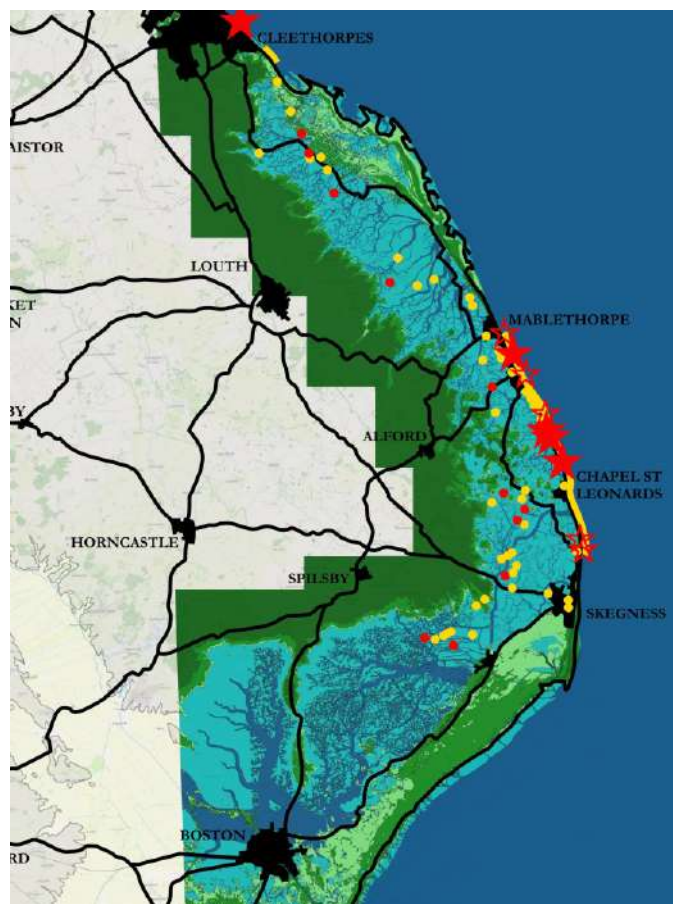 CLEETHORPES
AISTOR
LOUTH
KET
N
MABLETHORPE
BY
ALFORD
CHAPEL ST
LEONARDS
HORNCASTLE
SPILSBY
SKEGNESS
BOSTON
RD